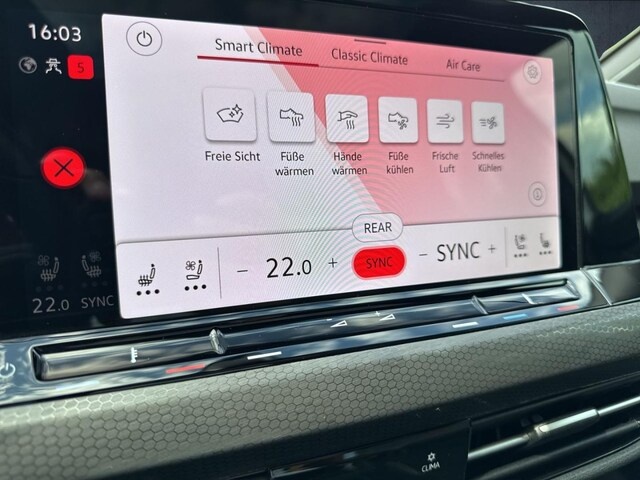 16:03
5
Smart Climate
Classic Climate
Air Care
Freie Sicht
Füße
wärmen
Hände
wärmen
Füße
kühlen
Frische
Luft
Schnelles
Kühlen
REAR
- 22.0 +
SYNC
- SYNC +
22.0 SYNC
CLIMA